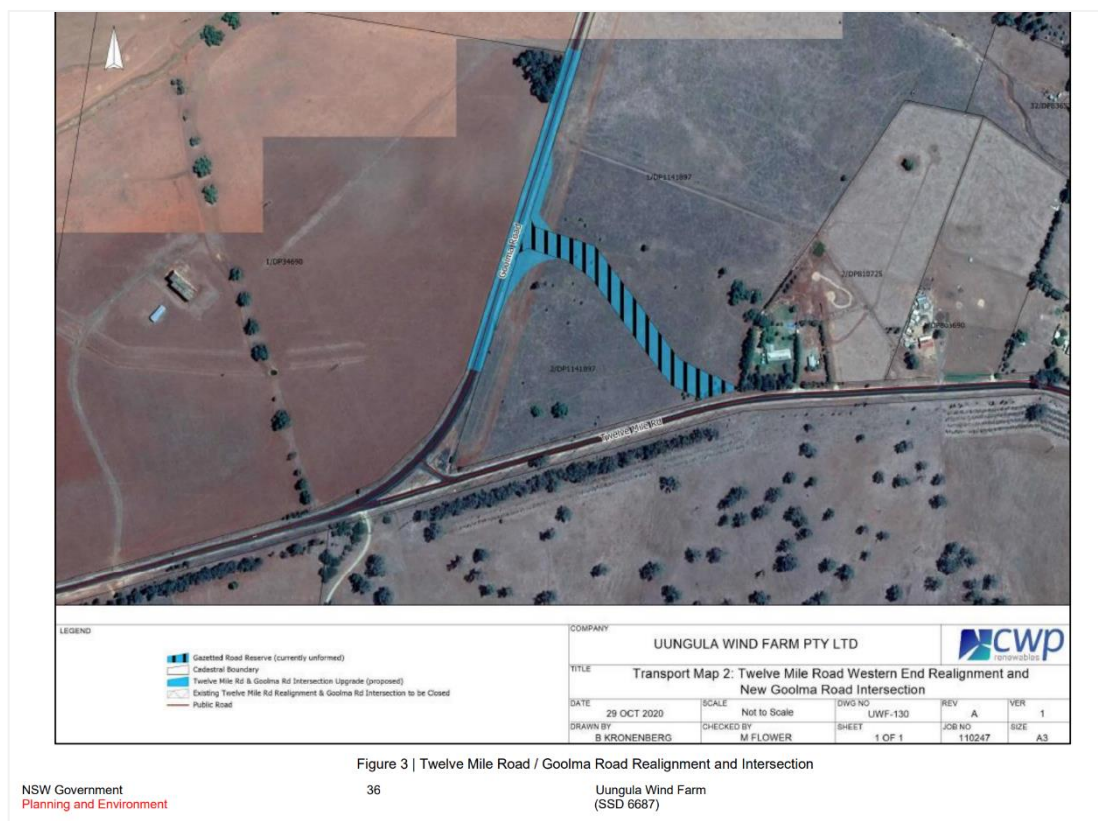 32/DP5365
1/DP1141897
Goolma Road
1/DP34690
2/DP810725
2/DP1141897
Twelve Mile Rd
LEGEND
Gazetted Road Reserve (currently unformed)
Cadestral Boundary
Twelve Mile Rd & Goolma Rd Intersection Upgrade (proposed)
Existing Twelve Mile Rd Realignment & Goolma Rd Intersection to be Closed
Public Road
COMPANY
UUNGULA WIND FARM PTY LTD
CWP
renewables
TITLE
Transport Map 2: Twelve Mile Road Western End Realignment and
New Goolma Road Intersection
DATE
29 OCT 2020
SCALE
Not to Scale
DWG NO
UWF-130
REV
A
VER
1
DRAWN BY
B KRONENBERG
CHECKED BY
M FLOWER
SHEET
1 OF 1
JOB NO
110247
SIZE
A3
Figure 3 | Twelve Mile Road / Goolma Road Realignment and Intersection
NSW Government
Planning and Environment
36
Uungula Wind Farm
(SSD 6687)